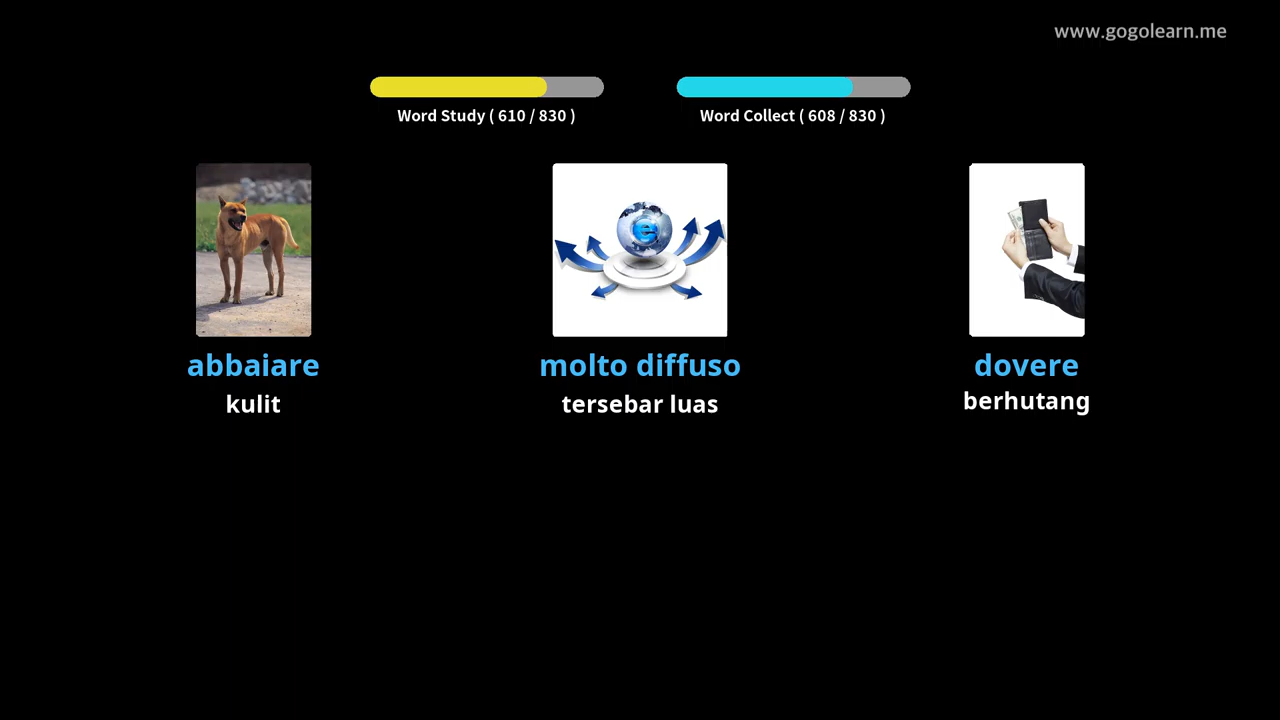 www.gogolearn.me
Word Study ( 610 / 830 )
Word Collect ( 608 / 830 )
e
abbaiare
molto diffuso
dovere
kulit
tersebar luas
berhutang